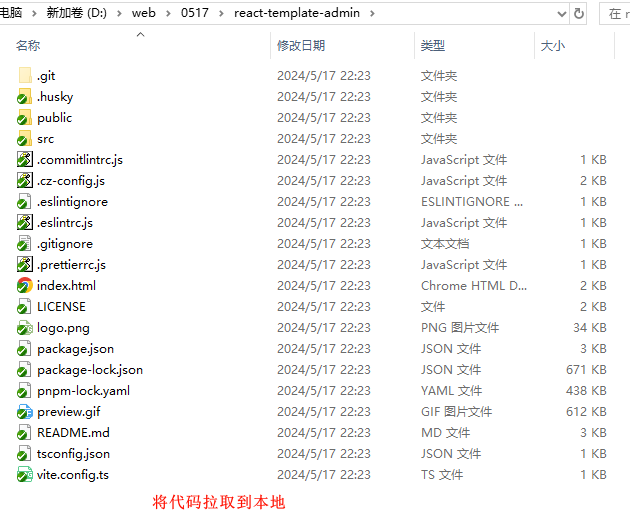 电脑 > 新加卷 (D:) > web > 0517 > react-template-admin >
在 r
名称 修改日期 类型 大小
.git 2024/5/17 22:23 文件夹
.husky 2024/5/17 22:23 文件夹
public 2024/5/17 22:23 文件夹
src 2024/5/17 22:23 文件夹
.commitlintrc.js 2024/5/17 22:23 JavaScript 文件 1 KB
.cz-config.js 2024/5/17 22:23 JavaScript 文件 2 KB
.eslintignore 2024/5/17 22:23 ESLINTIGNORE ... 1 KB
.eslintrc.js 2024/5/17 22:23 JavaScript 文件 1 KB
.gitignore 2024/5/17 22:23 文本文档 1 KB
.prettierrc.js 2024/5/17 22:23 JavaScript 文件 1 KB
index.html 2024/5/17 22:23 Chrome HTML D... 2 KB
LICENSE 2024/5/17 22:23 文件 2 KB
logo.png 2024/5/17 22:23 PNG 图片文件 34 KB
package.json 2024/5/17 22:23 JSON 文件 3 KB
package-lock.json 2024/5/17 22:23 JSON 文件 671 KB
pnpm-lock.yaml 2024/5/17 22:23 YAML 文件 438 KB
preview.gif 2024/5/17 22:23 GIF 图片文件 612 KB
README.md 2024/5/17 22:23 MD 文件 3 KB
tsconfig.json 2024/5/17 22:23 JSON 文件 1 KB
vite.config.ts 2024/5/17 22:23 TS 文件 1 KB
将代码拉取到本地